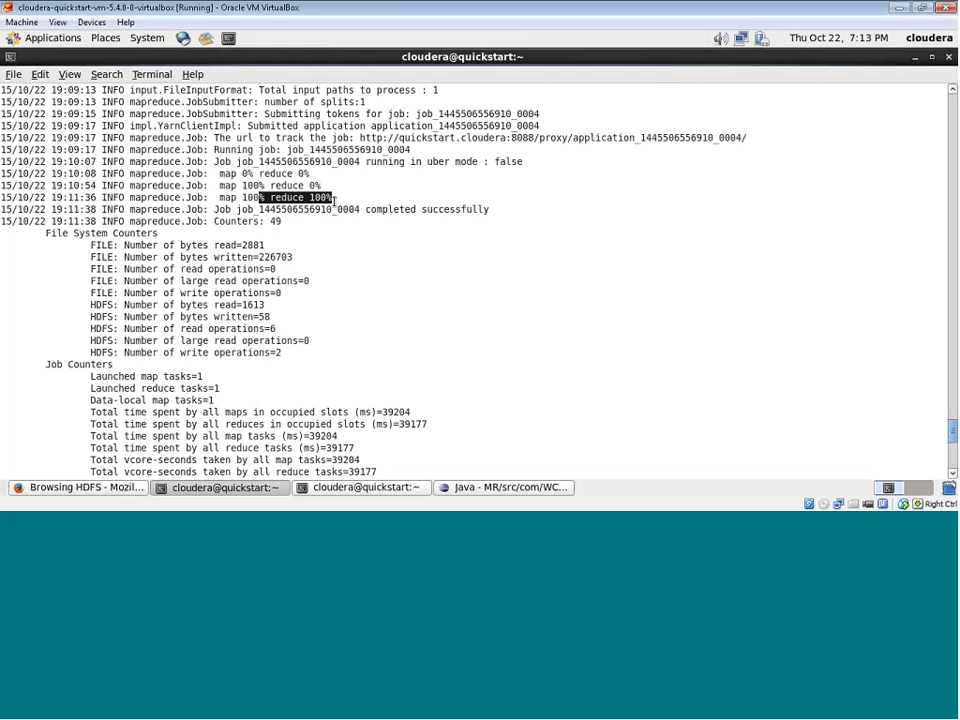 cloudera-quickstart-vm-5.4.0-0-virtualbox [Running] - Oracle VM VirtualBox
Machine View Devices Help
Applications Places System Thu Oct 22, 7:13 PM cloudera
cloudera@quickstart:~
File Edit View Search Terminal Help
15/10/22 19:09:13 INFO input.FileInputFormat: Total input paths to process : 1
15/10/22 19:09:13 INFO mapreduce.JobSubmitter: number of splits:1
15/10/22 19:09:15 INFO mapreduce.JobSubmitter: Submitting tokens for job: job_1445506556910_0004
15/10/22 19:09:17 INFO impl.YarnClientImpl: Submitted application application_1445506556910_0004
15/10/22 19:09:17 INFO mapreduce.Job: The url to track the job: http://quickstart.cloudera:8088/proxy/application_1445506556910_0004/
15/10/22 19:09:17 INFO mapreduce.Job: Running job: job_1445506556910_0004
15/10/22 19:10:07 INFO mapreduce.Job: Job job_1445506556910_0004 running in uber mode : false
15/10/22 19:10:08 INFO mapreduce.Job:  map 0% reduce 0%
15/10/22 19:10:54 INFO mapreduce.Job:  map 100% reduce 0%
15/10/22 19:11:36 INFO mapreduce.Job:  map 100% reduce 100%
15/10/22 19:11:38 INFO mapreduce.Job: Job job_1445506556910_0004 completed successfully
15/10/22 19:11:38 INFO mapreduce.Job: Counters: 49
File System Counters
FILE: Number of bytes read=2881
FILE: Number of bytes written=226703
FILE: Number of read operations=0
FILE: Number of large read operations=0
FILE: Number of write operations=0
HDFS: Number of bytes read=1613
HDFS: Number of bytes written=58
HDFS: Number of read operations=6
HDFS: Number of large read operations=0
HDFS: Number of write operations=2
Job Counters
Launched map tasks=1
Launched reduce tasks=1
Data-local map tasks=1
Total time spent by all maps in occupied slots (ms)=39204
Total time spent by all reduces in occupied slots (ms)=39177
Total time spent by all map tasks (ms)=39204
Total time spent by all reduce tasks (ms)=39177
Total vcore-seconds taken by all map tasks=39204
Total vcore-seconds taken by all reduce tasks=39177
Browsing HDFS - Mozil... cloudera@quickstart:~ cloudera@quickstart:~ Java - MR/src/com/WC...
Right Ctrl